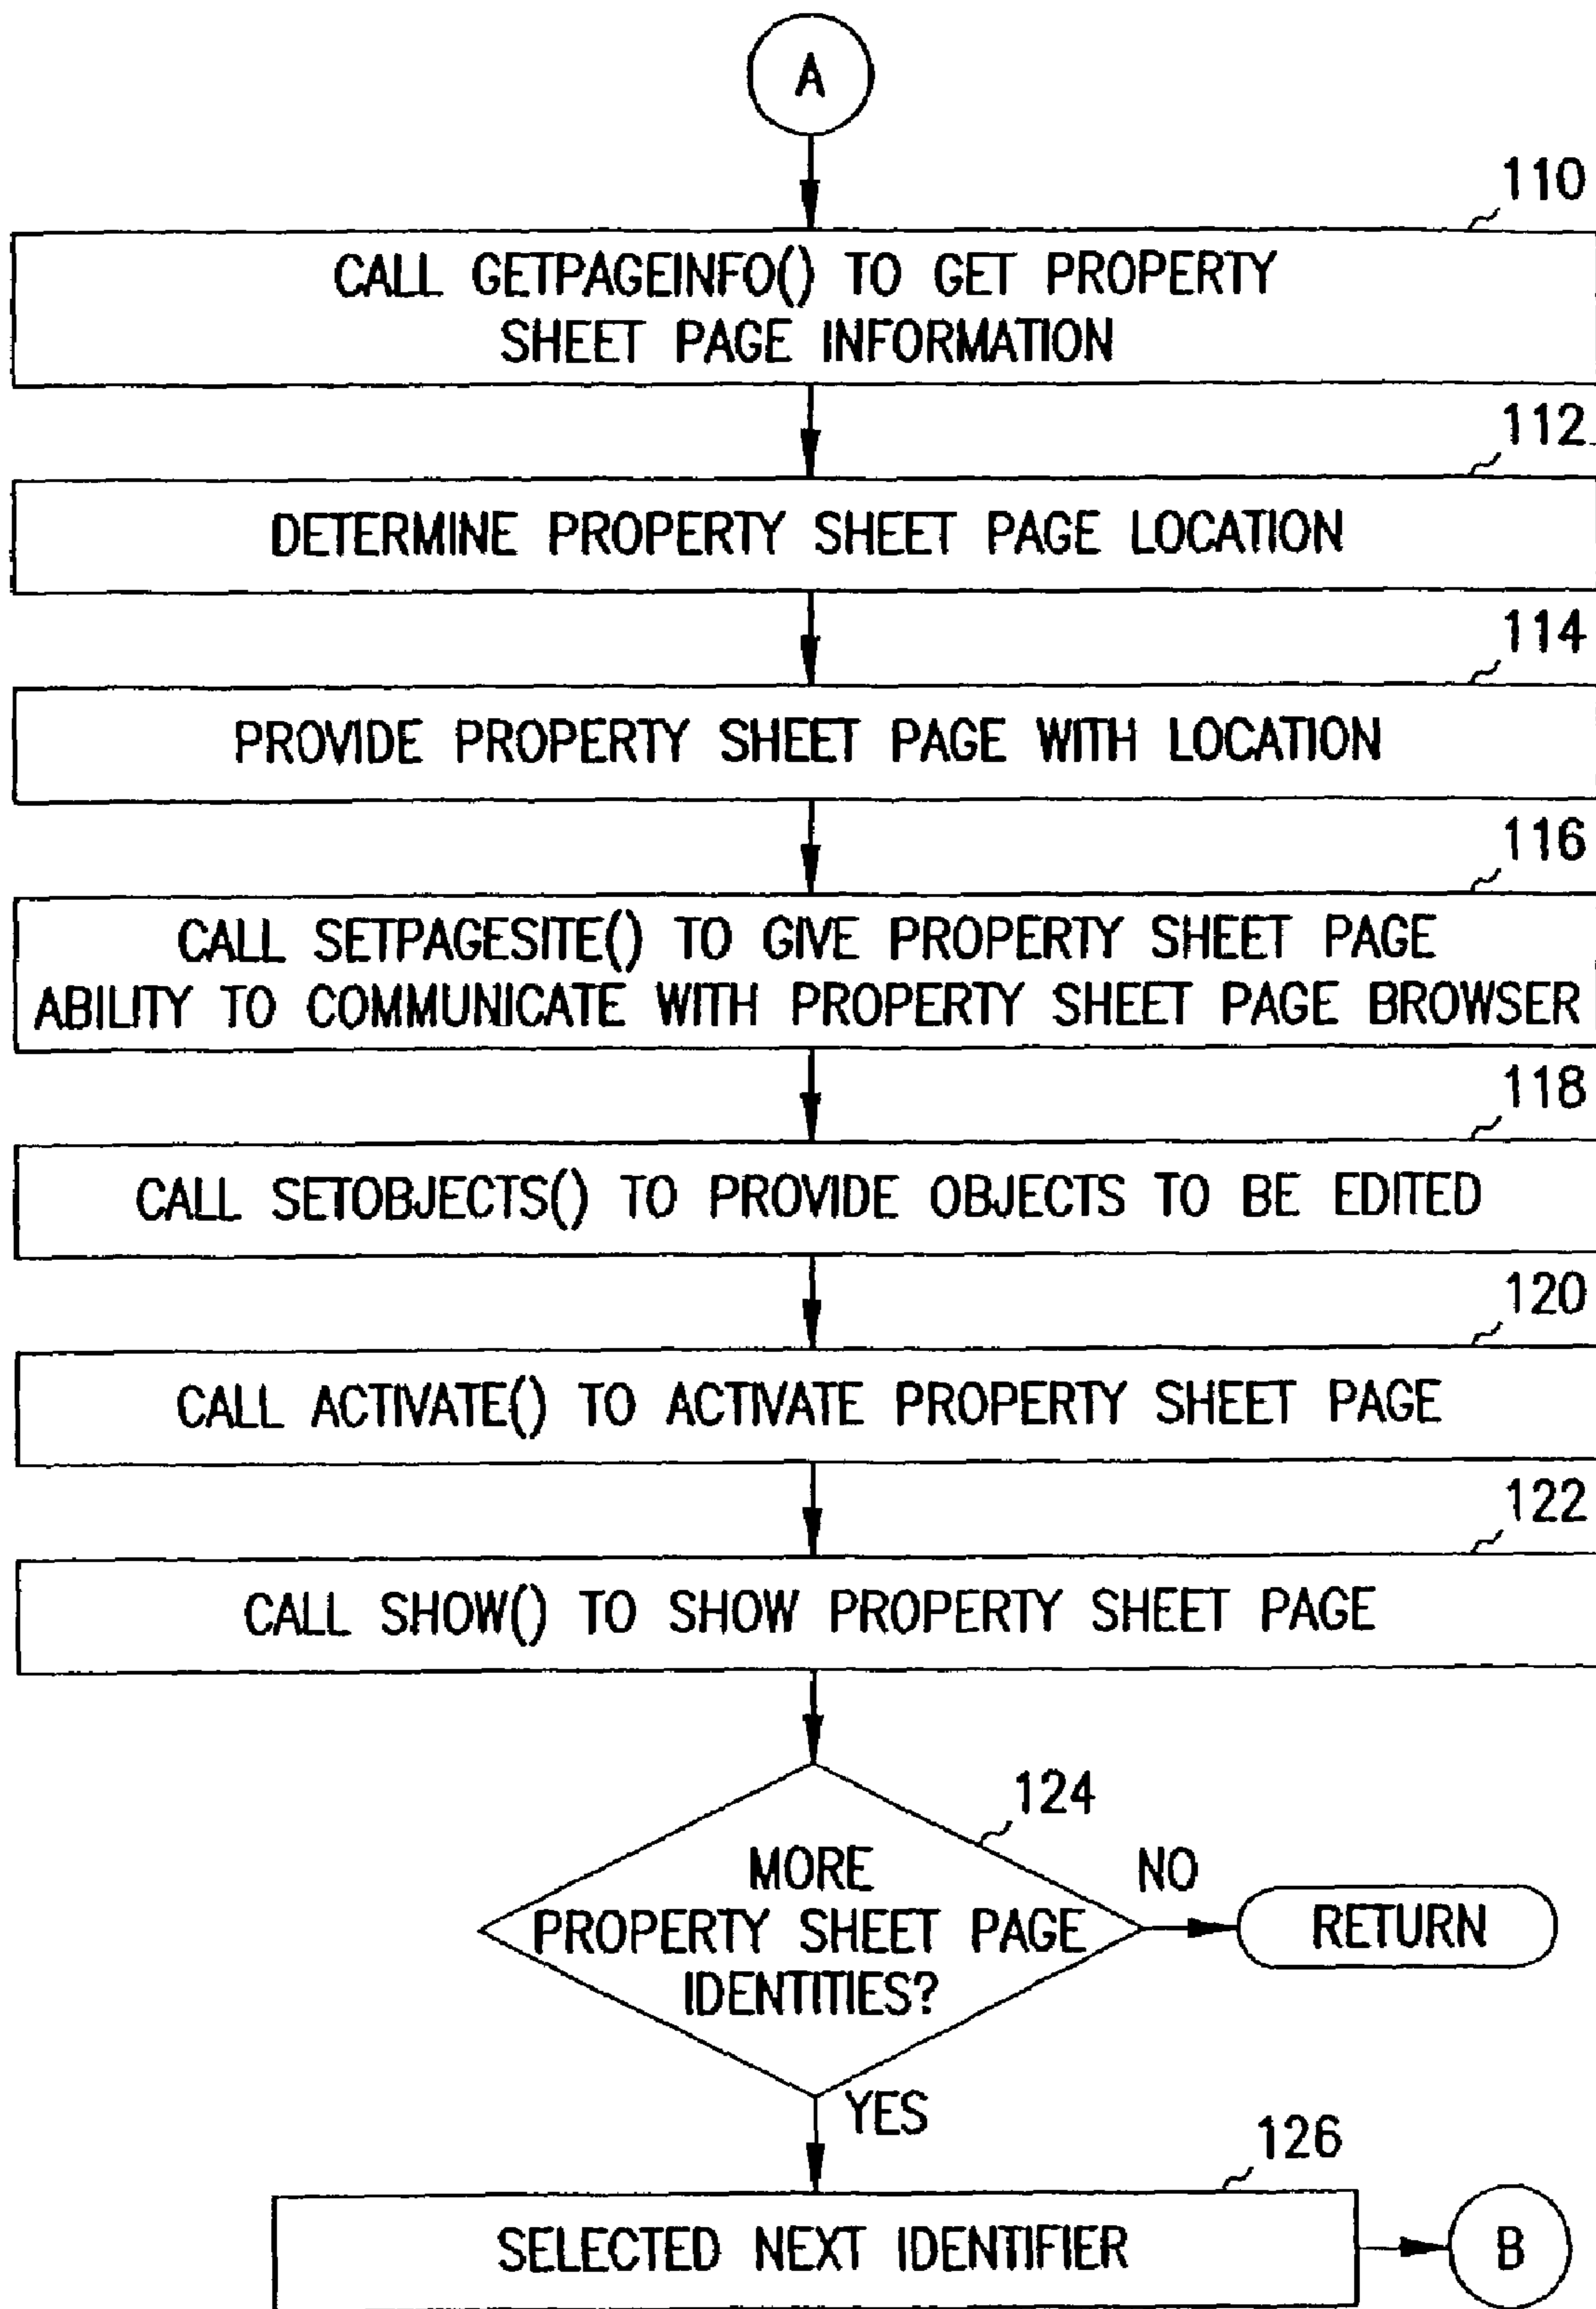 A
110
CALL GETPAGEINFO() TO GET PROPERTY
SHEET PAGE INFORMATION
112
DETERMINE PROPERTY SHEET PAGE LOCATION
114
PROVIDE PROPERTY SHEET PAGE WITH LOCATION
116
CALL SETPAGESITE() TO GIVE PROPERTY SHEET PAGE
ABILITY TO COMMUNICATE WITH PROPERTY SHEET PAGE BROWSER
118
CALL SETOBJECTS() TO PROVIDE OBJECTS TO BE EDITED
120
CALL ACTIVATE() TO ACTIVATE PROPERTY SHEET PAGE
122
CALL SHOW() TO SHOW PROPERTY SHEET PAGE
124
MORE
PROPERTY SHEET PAGE
IDENTITIES?
NO
RETURN
YES
126
SELECTED NEXT IDENTIFIER
B